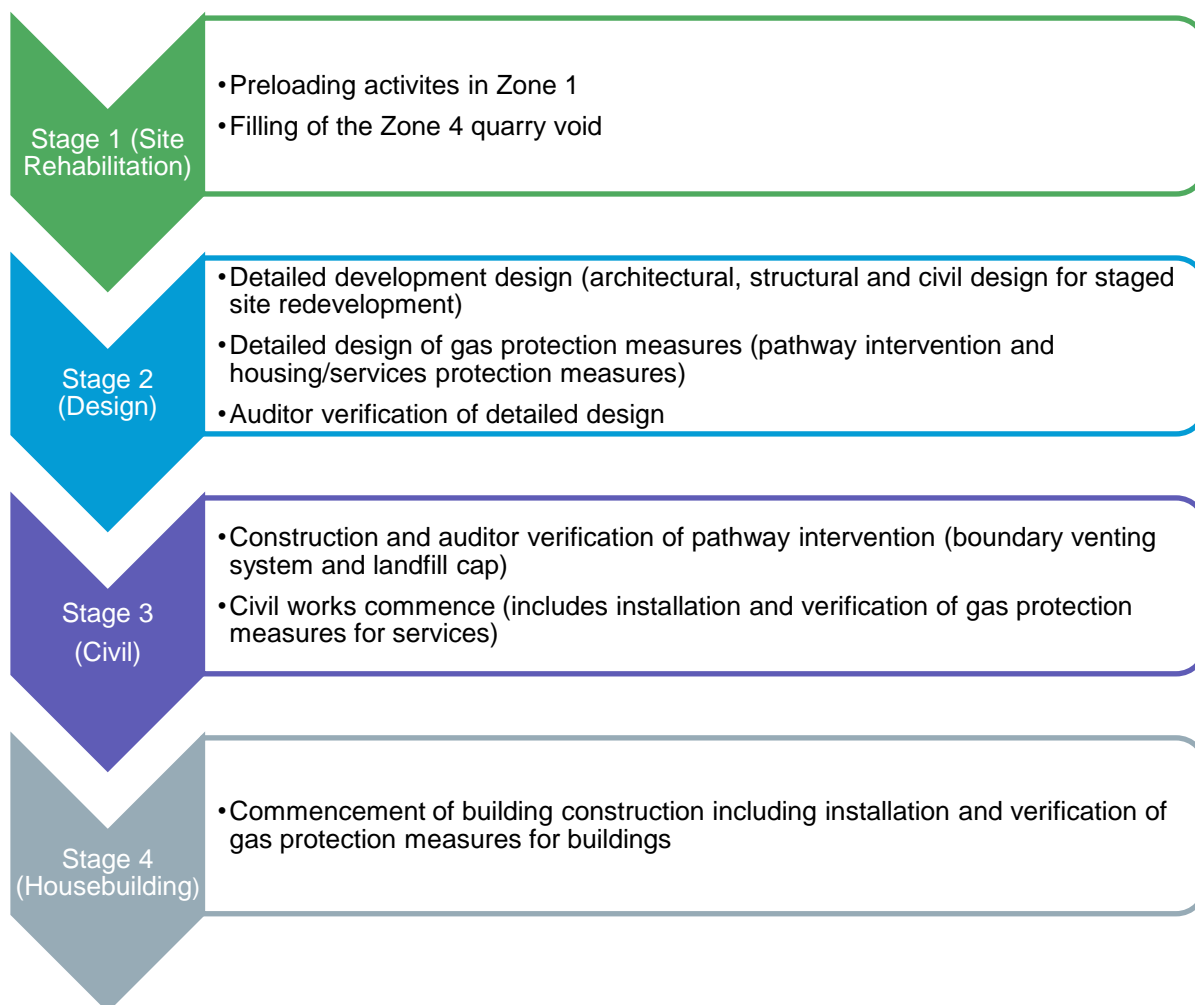 Stage 1 (Site
Rehabilitation)
•Preloading activites in Zone 1
•Filling of the Zone 4 quarry void
Stage 2
(Design)
•Detailed development design (architectural, structural and civil design for staged
site redevelopment)
•Detailed design of gas protection measures (pathway intervention and
housing/services protection measures)
•Auditor verification of detailed design
Stage 3
(Civil)
•Construction and auditor verification of pathway intervention (boundary venting
system and landfill cap)
•Civil works commence (includes installation and verification of gas protection
measures for services)
Stage 4
(Housebuilding)
•Commencement of building construction including installation and verification of
gas protection measures for buildings